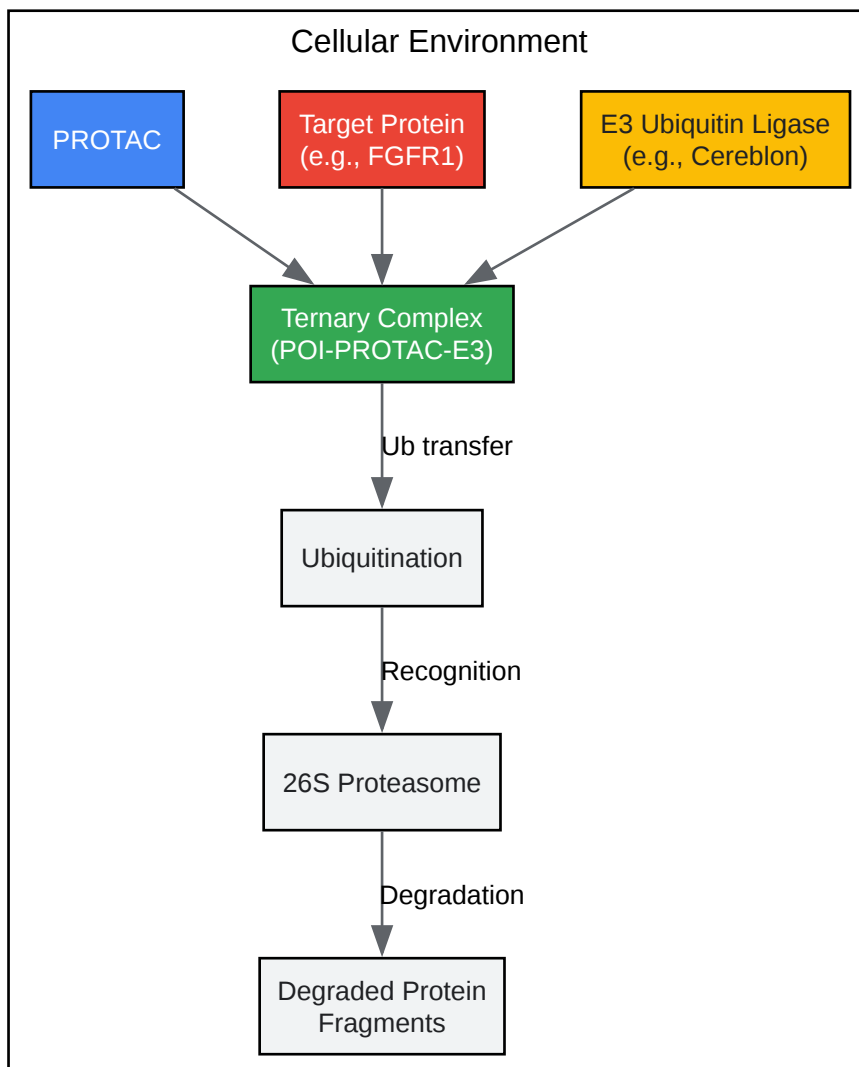 Cellular Environment
PROTAC
Target Protein
(e.g., FGFR1)
E3 Ubiquitin Ligase
(e.g., Cereblon)
Ternary Complex
(POI-PROTAC-E3)
Ub transfer
Ubiquitination
Recognition
26S Proteasome
Degradation
Degraded Protein
Fragments